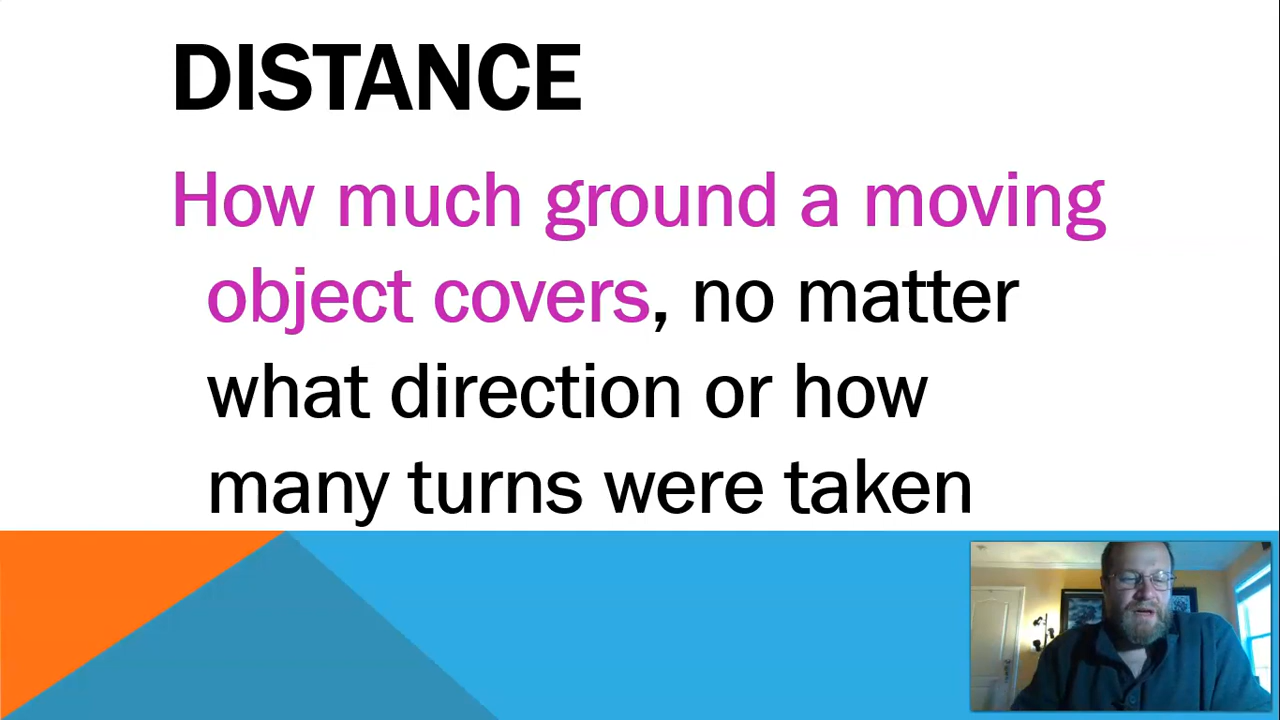 DISTANCE
How much ground a moving
object covers, no matter
what direction or how
many turns were taken